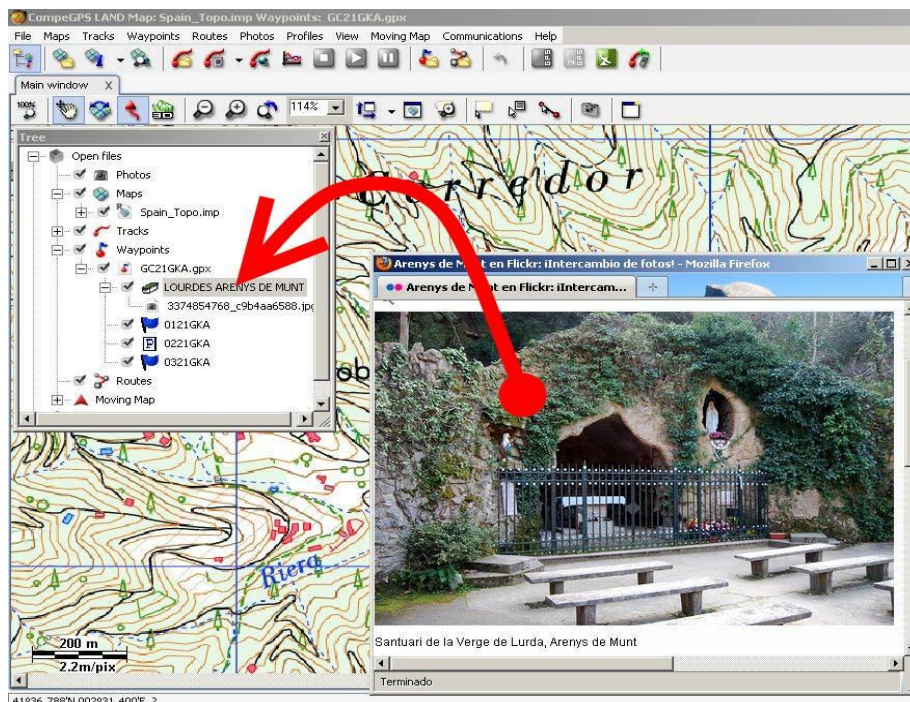 CompeGPS LAND Map: Spain_Topo.imp Waypoints: GC21GKA.gpx
File Maps Tracks Waypoints Routes Photos Profiles View Moving Map Communications Help
Main window X
100% 114%
Tree
Open files
Photos
Maps
Spain_Topo.imp
Tracks
Waypoints
GC21GKA.gpx
LOURDES ARENYS DE MUNT
3374854768_c9b4aa6588.jp
0121GKA
P 0221GKA
0321GKA
Routes
Moving Map
Corredor
ob
Arenys de Munt en Flickr: ¡Intercambio de fotos! - Mozilla Firefox
Arenys de Munt en Flickr: ¡Intercam...
Santuari de la Verge de Lurda, Arenys de Munt
Terminado
Riera
200 m
2.2m/pix